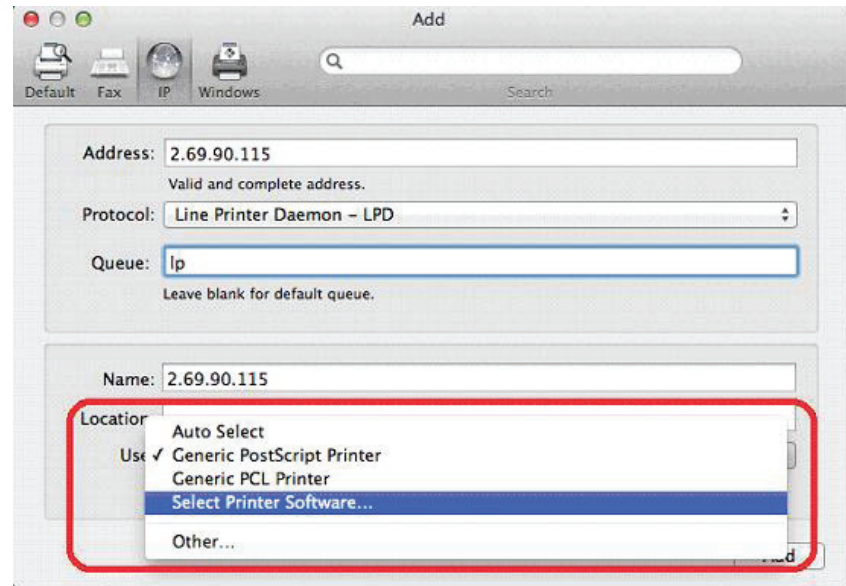 Add
Default Fax IP Windows Search
Address: 2.69.90.115
Valid and complete address.
Protocol: Line Printer Daemon – LPD
Queue: lp
Leave blank for default queue.
Name: 2.69.90.115
Location
Auto Select
Use ✓ Generic PostScript Printer
Generic PCL Printer
Select Printer Software...
Other...
Add